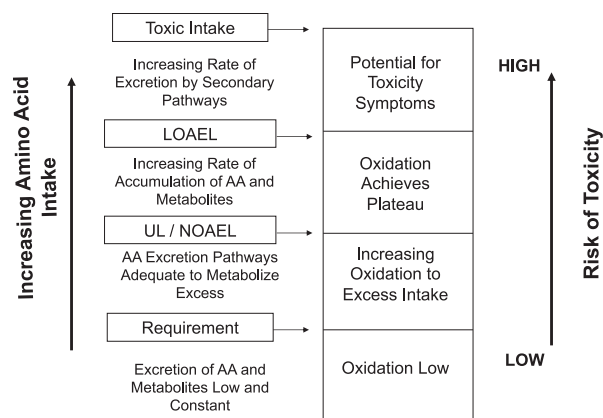 Toxic Intake
Increasing Rate of
Excretion by Secondary
Pathways
LOAEL
Increasing Rate of
Accumulation of AA and
Metabolites
UL / NOAEL
AA Excretion Pathways
Adequate to Metabolize
Excess
Requirement
Excretion of AA and
Metabolites Low and
Constant
Increasing Amino Acid
Intake
Potential for
Toxicity
Symptoms
Oxidation
Achieves
Plateau
Increasing
Oxidation to
Excess Intake
Oxidation Low
HIGH
LOW
Risk of Toxicity